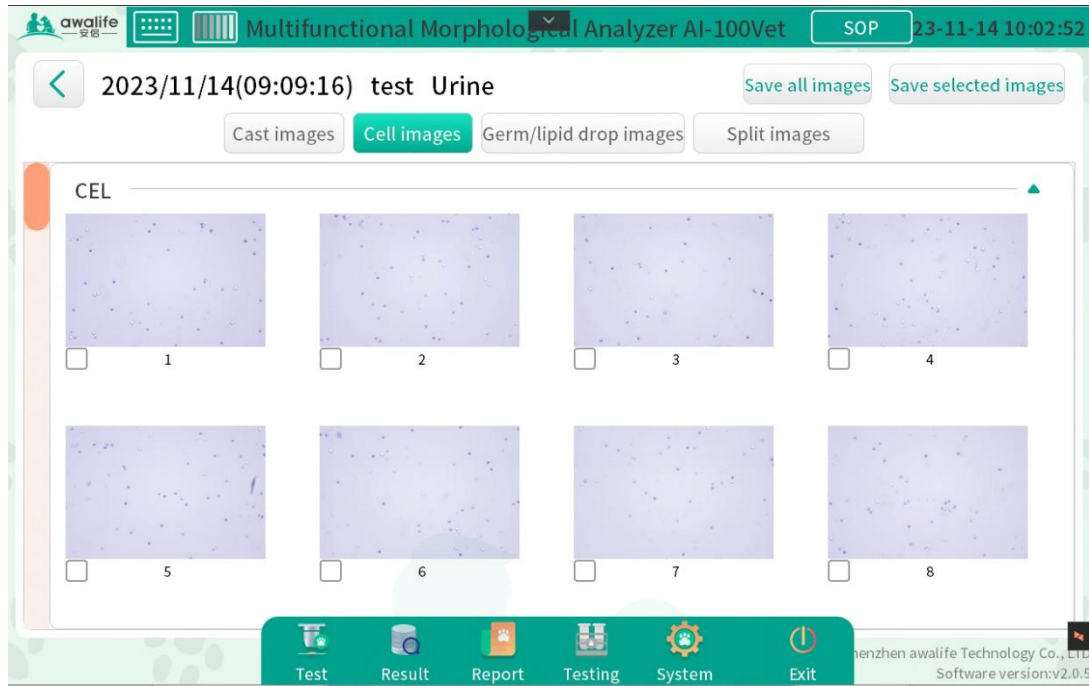 awalife
安侣
Multifunctional Morphological Analyzer AI-100Vet
SOP
23-11-14 10:02:52
2023/11/14(09:09:16) test Urine
Save all images
Save selected images
Cast images
Cell images
Germ/lipid drop images
Split images
CEL
1
2
3
4
5
6
7
8
Test
Result
Report
Testing
System
Exit
henzhen awalife Technology Co., LTD
Software version:v2.0.5